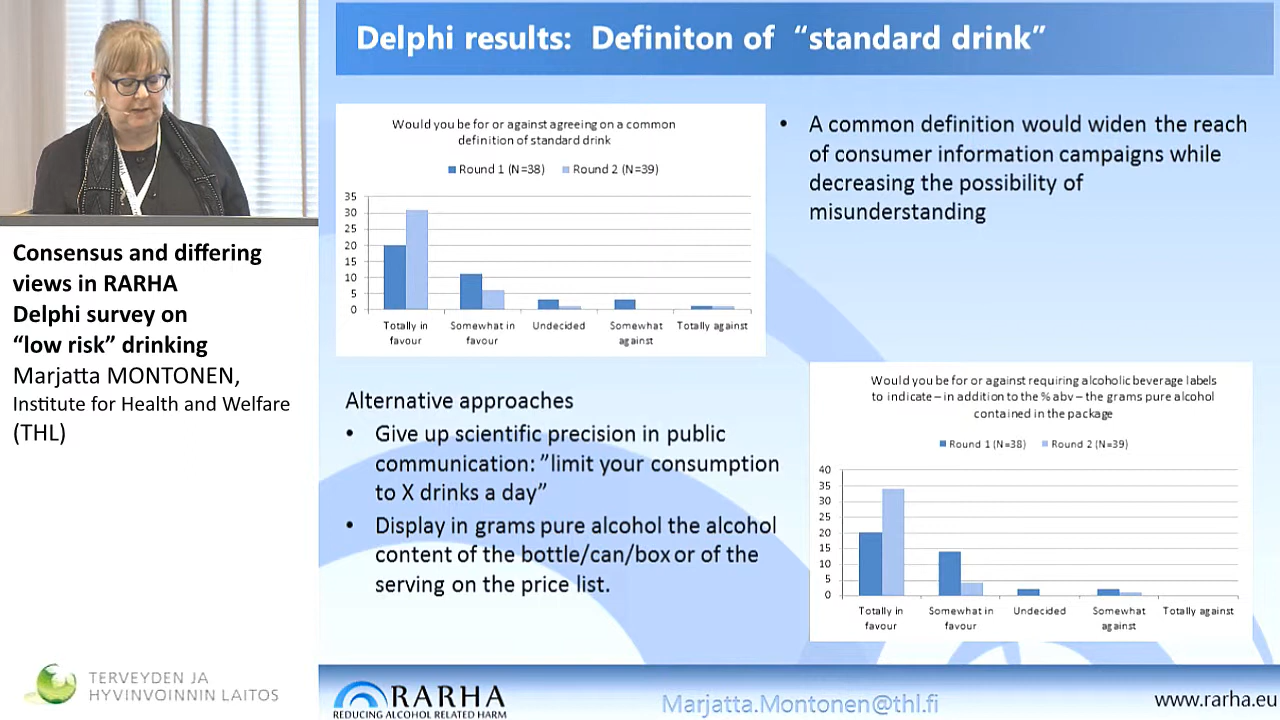 Delphi results:  Definiton of  “standard drink”
Would you be for or against agreeing on a common
definition of standard drink
Round 1 (N=38)
Round 2 (N=39)
35
30
25
20
15
10
5
0
Totally in
favour
Somewhat in
favour
Undecided
Somewhat
against
Totally against
• A common definition would widen the reach
of consumer information campaigns while
decreasing the possibility of
misunderstanding
Consensus and differing
views in RARHA
Delphi survey on
“low risk” drinking
Marjatta MONTONEN,
Institute for Health and Welfare
(THL)
Alternative approaches
• Give up scientific precision in public
communication: ”limit your consumption
to X drinks a day”
• Display in grams pure alcohol the alcohol
content of the bottle/can/box or of the
serving on the price list.
Would you be for or against requiring alcoholic beverage labels
to indicate – in addition to the % abv – the grams pure alcohol
contained in the package
Round 1 (N=38)
Round 2 (N=39)
40
35
30
25
20
15
10
5
0
Totally in
favour
Somewhat in
favour
Undecided
Somewhat
against
Totally against
TERVEYDEN JA
HYVINVOINNIN LAITOS
RARHA
REDUCING ALCOHOL RELATED HARM
Marjatta.Montonen@thl.fi
www.rarha.eu